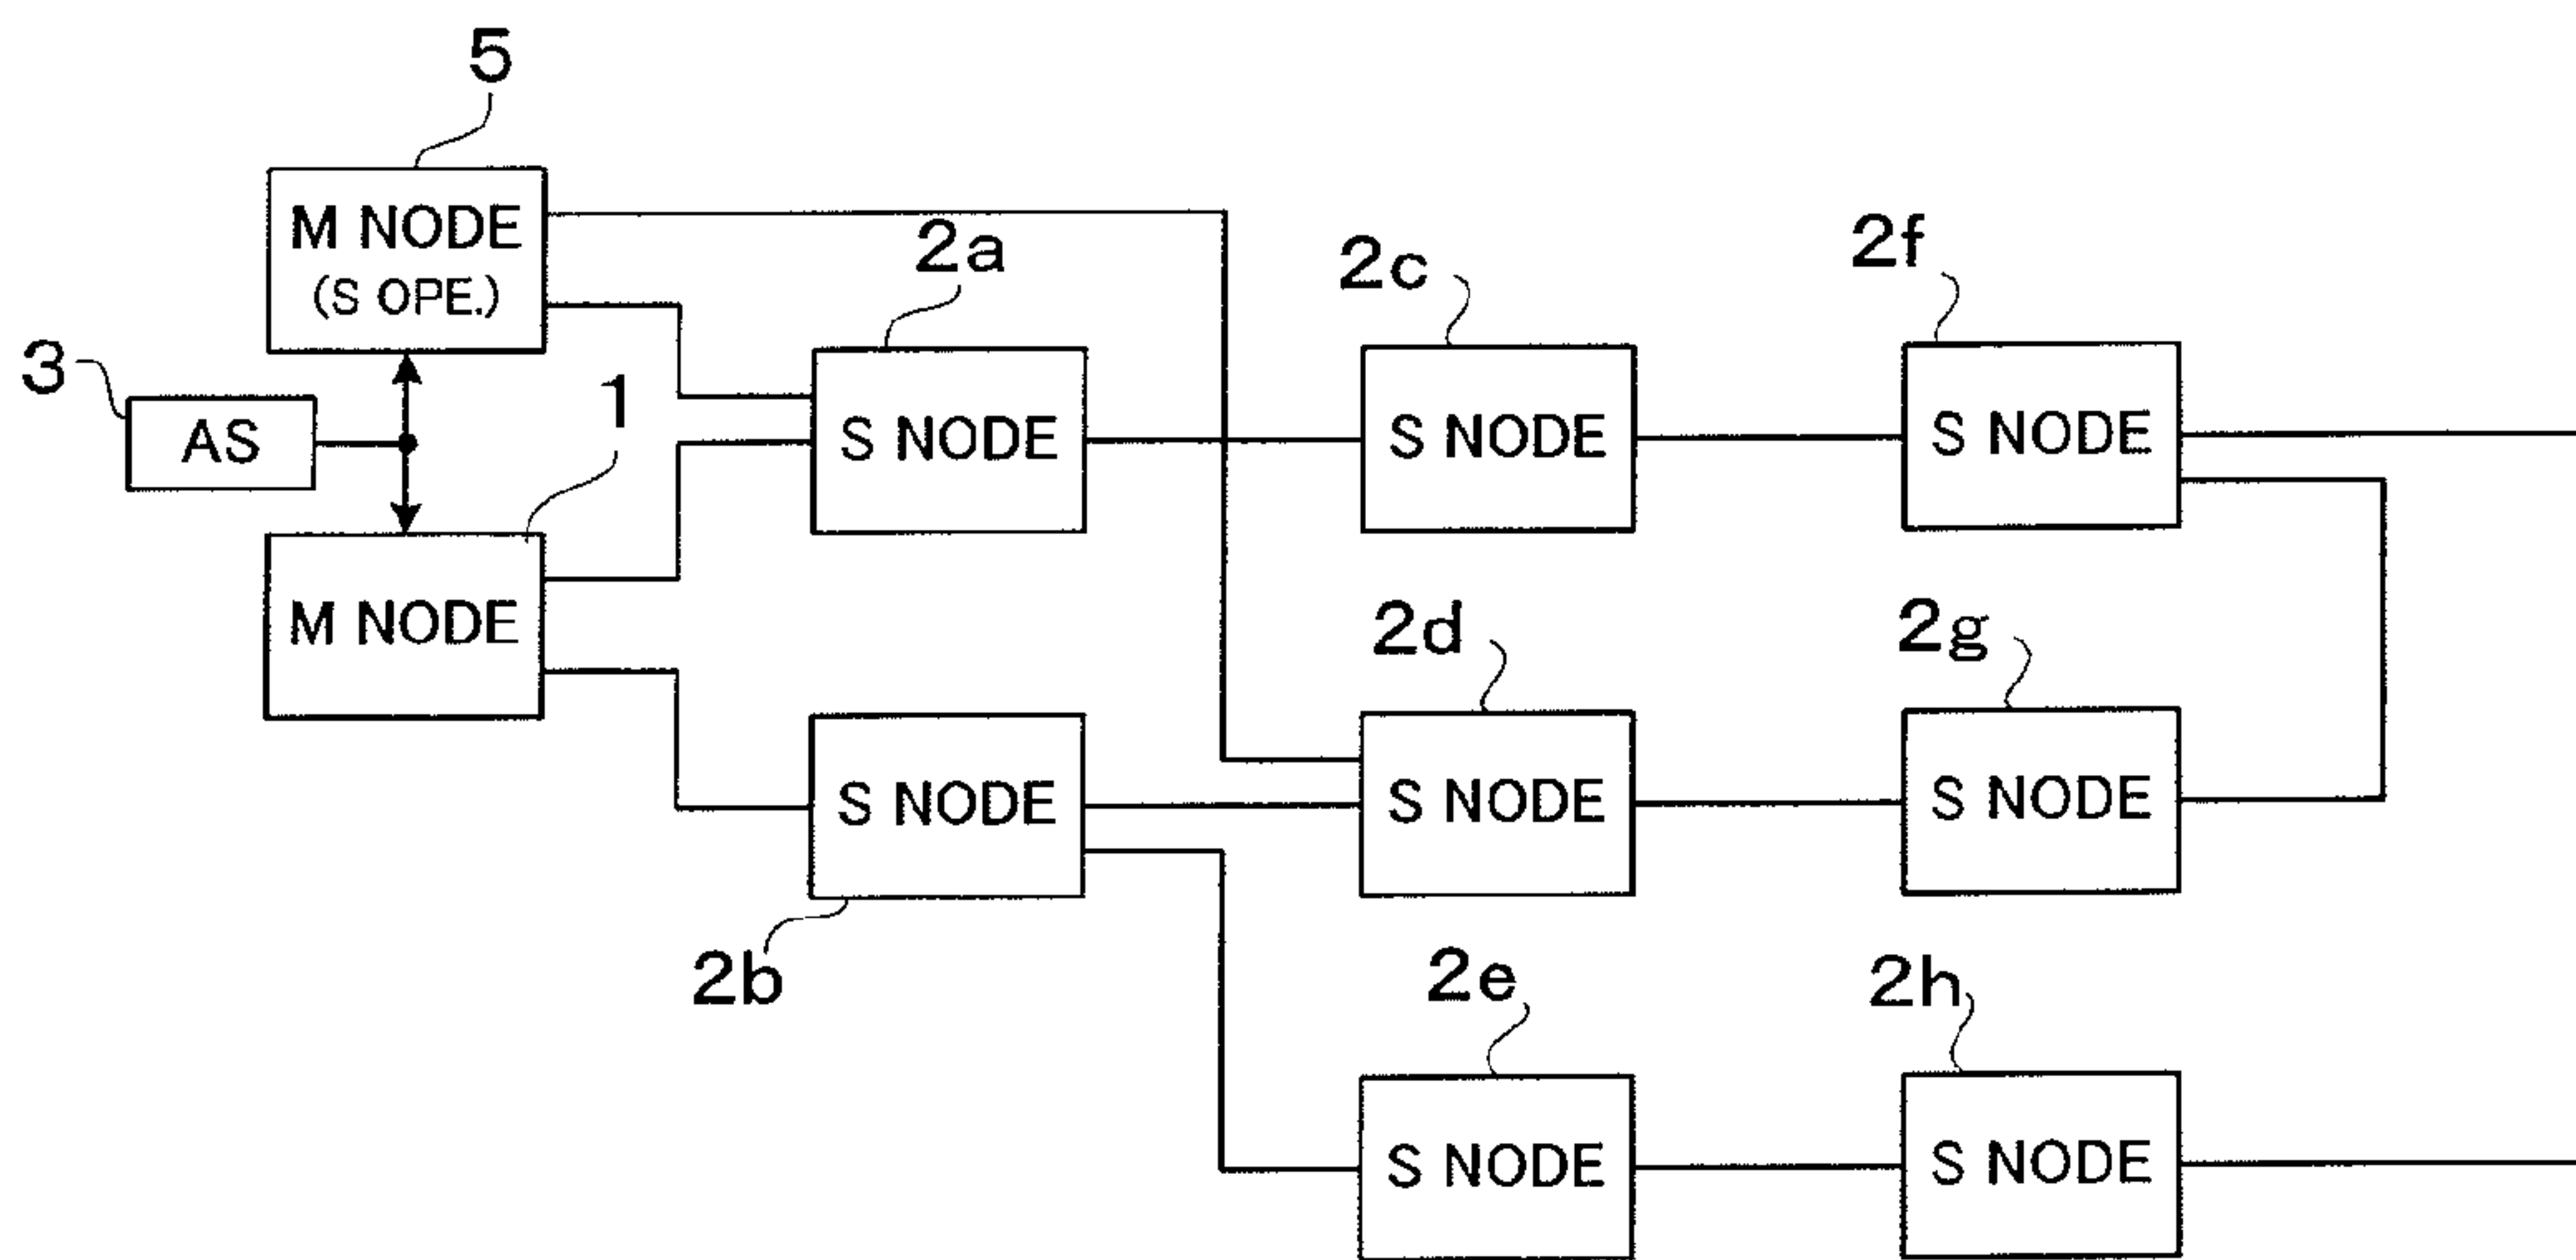 5
M NODE
(S OPE.)
2a
2c
2f
3
AS
1
S NODE
S NODE
S NODE
M NODE
2d
2g
S NODE
S NODE
S NODE
2b
2e
2h
S NODE
S NODE